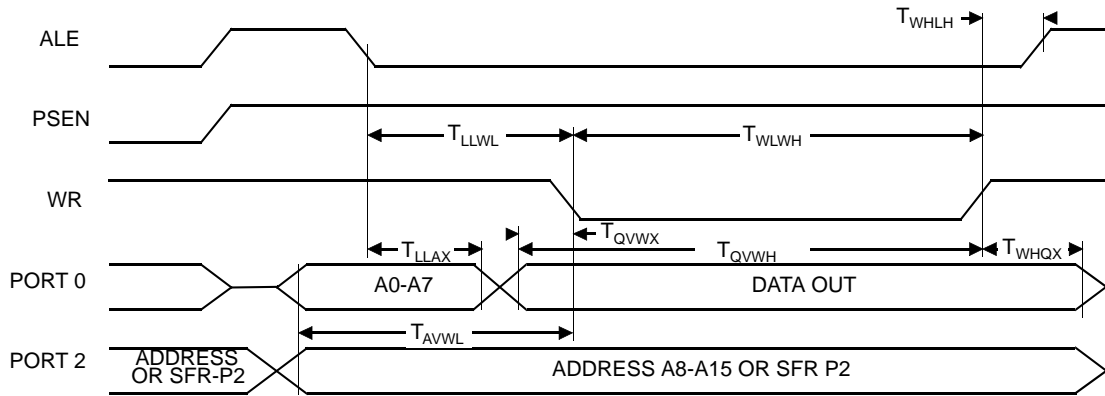 ALE
T_WHLH
PSEN
T_LLWL
T_WLWH
WR
T_LLAX
T_QVWX
T_QVWH
T_WHQX
PORT 0
A0-A7
DATA OUT
T_AVWL
PORT 2
ADDRESS
OR SFR-P2
ADDRESS A8-A15 OR SFR P2